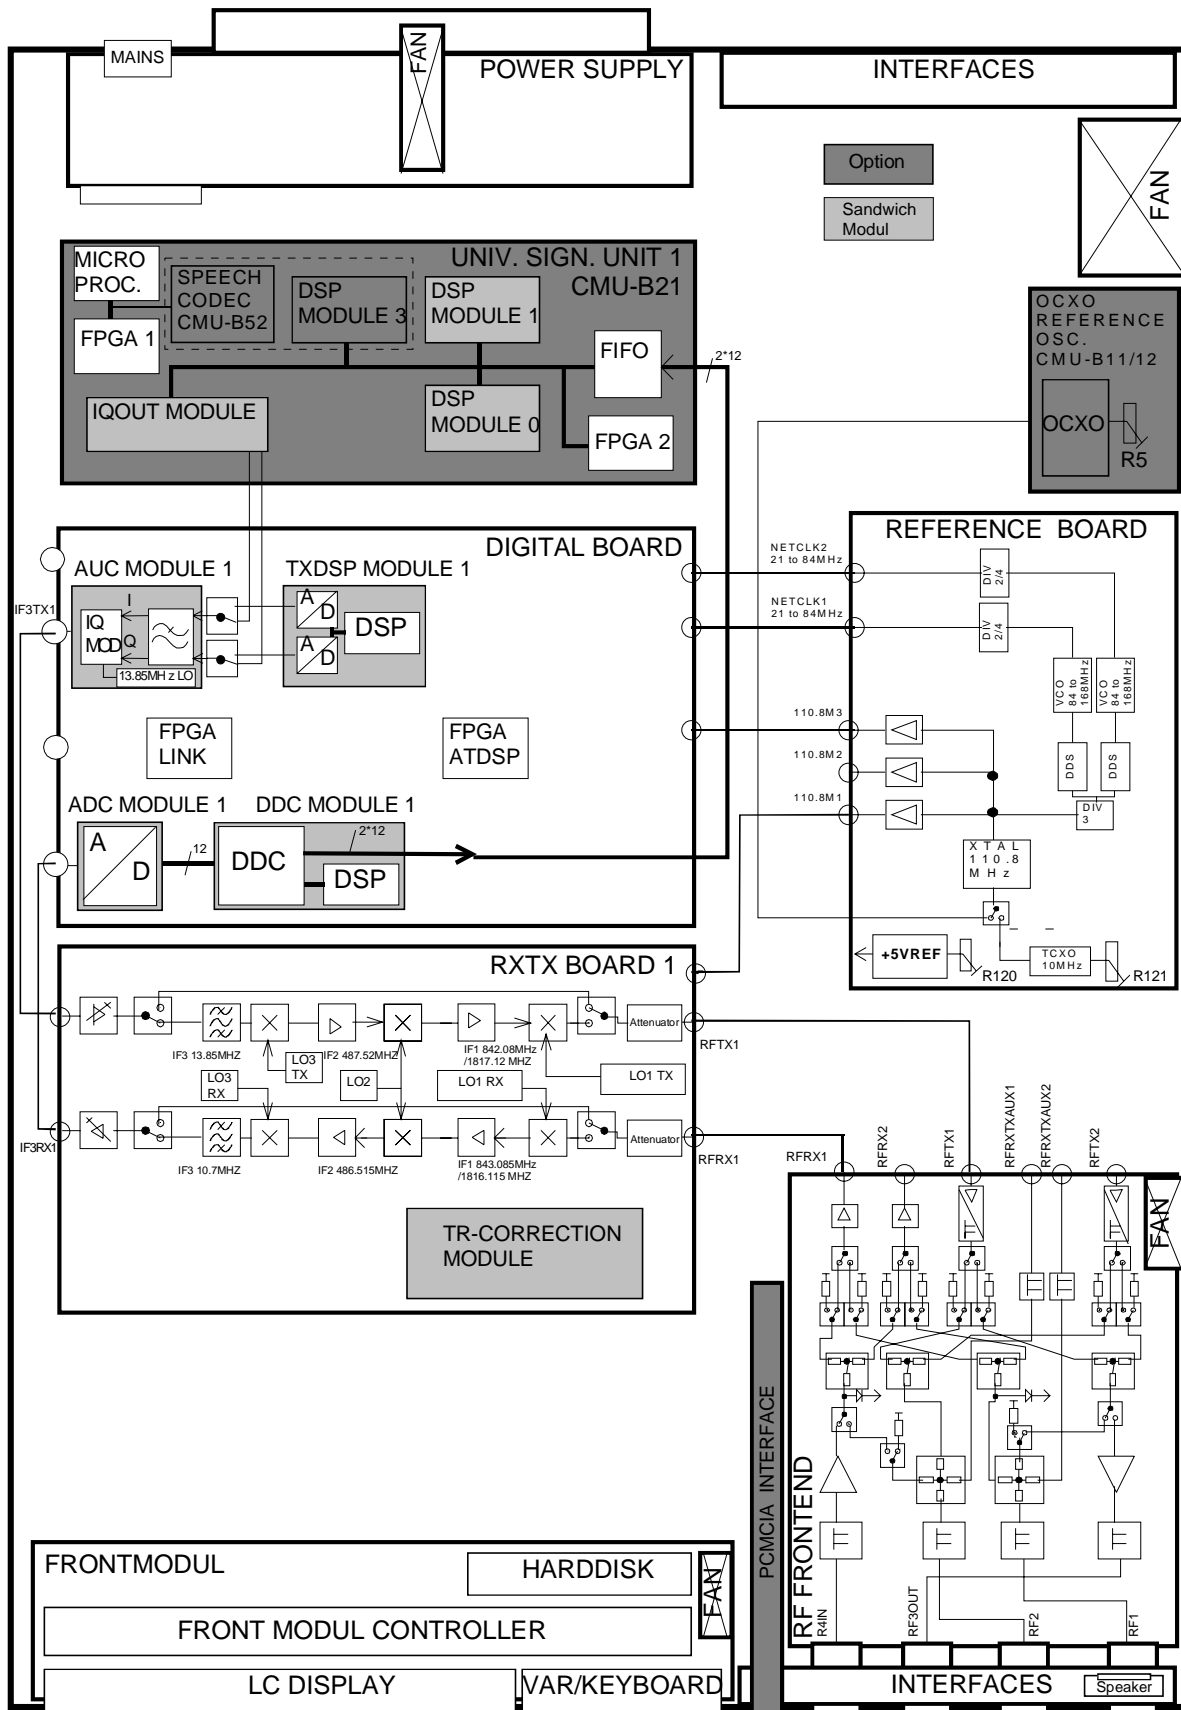 MAINS
FAN
POWER SUPPLY
INTERFACES
Option
Sandwich
Modul
FAN
UNIV. SIGN. UNIT 1
CMU-B21
MICRO
PROC.
SPEECH
CODEC
CMU-B52
DSP
MODULE 3
DSP
MODULE 1
FPGA 1
FIFO
2*12
IQOUT MODULE
DSP
MODULE 0
FPGA 2
OCXO
REFERENCE
OSC.
CMU-B11/12
OCXO
R5
DIGITAL BOARD
AUC MODULE 1
TXDSP MODULE 1
IF3TX1
IQ
MOD
I
Q
13.85MHz LO
A
D
A
D
DSP
FPGA
LINK
FPGA
ATDSP
ADC MODULE 1
DDC MODULE 1
A
D
12
DDC
2*12
DSP
REFERENCE BOARD
NETCLK2
21 to 84MHz
DIV
2/4
NETCLK1
21 to 84MHz
DIV
2/4
VCO
84 to
168MHz
VCO
84 to
168MHz
110.8M3
110.8M2
110.8M1
DDS
DDS
DIV
3
XTAL
110.8
MHz
+5VREF
R120
TCXO
10MHz
R121
RXTX BOARD 1
Attenuator
RFTX1
IF3 13.85MHZ
LO3
TX
IF2 487.52MHZ
IF1 842.08MHz
/1817.12 MHZ
LO3
RX
LO2
LO1 RX
LO1 TX
IF3RX1
Attenuator
RFRX1
IF3 10.7MHZ
IF2 486.515MHZ
IF1 843.085MHz
/1816.115 MHZ
TR-CORRECTION
MODULE
RFRX1
RFRX2
RFTX1
RFRXTXAUX1
RFRXTXAUX2
RFTX2
FAN
RF FRONTEND
PCMCIA INTERFACE
R4IN
RF3OUT
RF2
RF1
FRONTMODUL
HARDDISK
FAN
FRONT MODUL CONTROLLER
LC DISPLAY
VAR/KEYBOARD
INTERFACES
Speaker